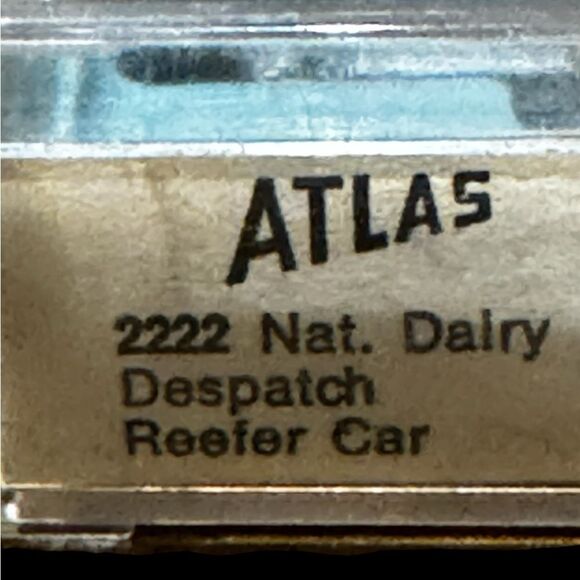 ATLAS
2222 Nat. Dairy
Despatch
Reefer Car